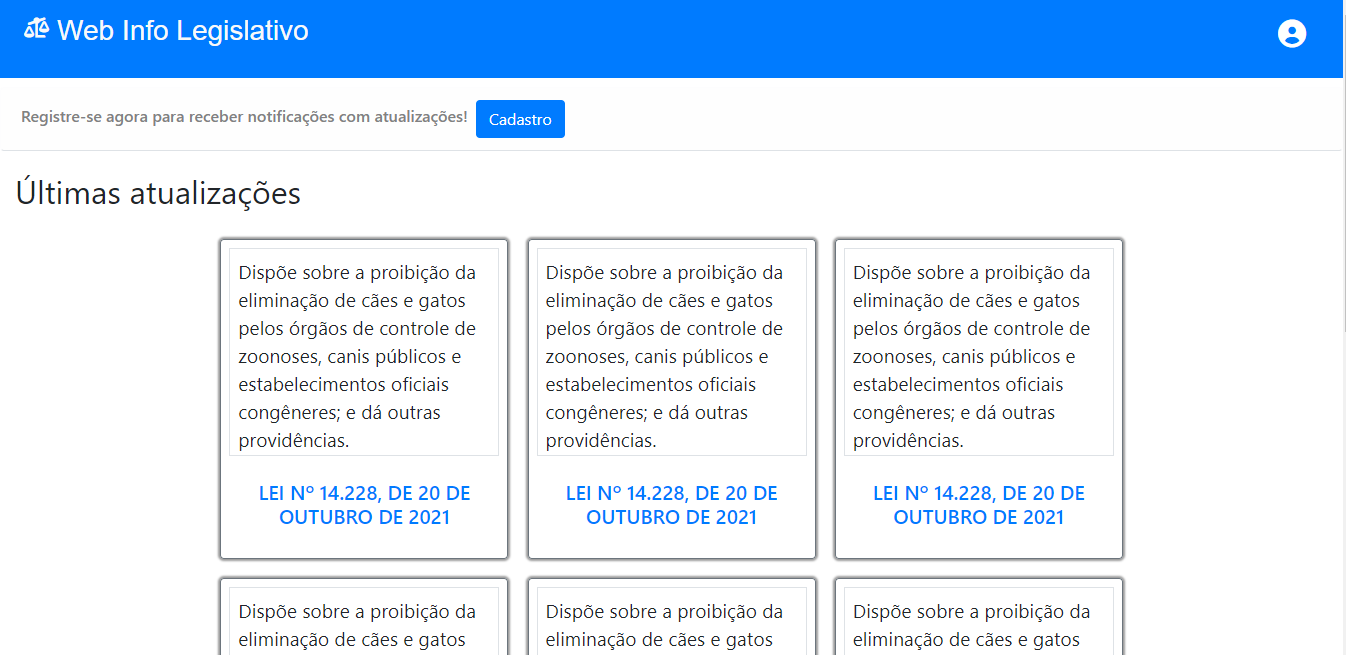 Web Info Legislativo
Registre-se agora para receber notificações com atualizações!
Cadastro
Últimas atualizações
Dispõe sobre a proibição da
eliminação de cães e gatos
pelos órgãos de controle de
zoonoses, canis públicos e
estabelecimentos oficiais
congêneres; e dá outras
providências.
LEI Nº 14.228, DE 20 DE
OUTUBRO DE 2021
Dispõe sobre a proibição da
eliminação de cães e gatos
pelos órgãos de controle de
zoonoses, canis públicos e
estabelecimentos oficiais
congêneres; e dá outras
providências.
LEI Nº 14.228, DE 20 DE
OUTUBRO DE 2021
Dispõe sobre a proibição da
eliminação de cães e gatos
pelos órgãos de controle de
zoonoses, canis públicos e
estabelecimentos oficiais
congêneres; e dá outras
providências.
LEI Nº 14.228, DE 20 DE
OUTUBRO DE 2021
Dispõe sobre a proibição da
eliminação de cães e gatos
Dispõe sobre a proibição da
eliminação de cães e gatos
Dispõe sobre a proibição da
eliminação de cães e gatos